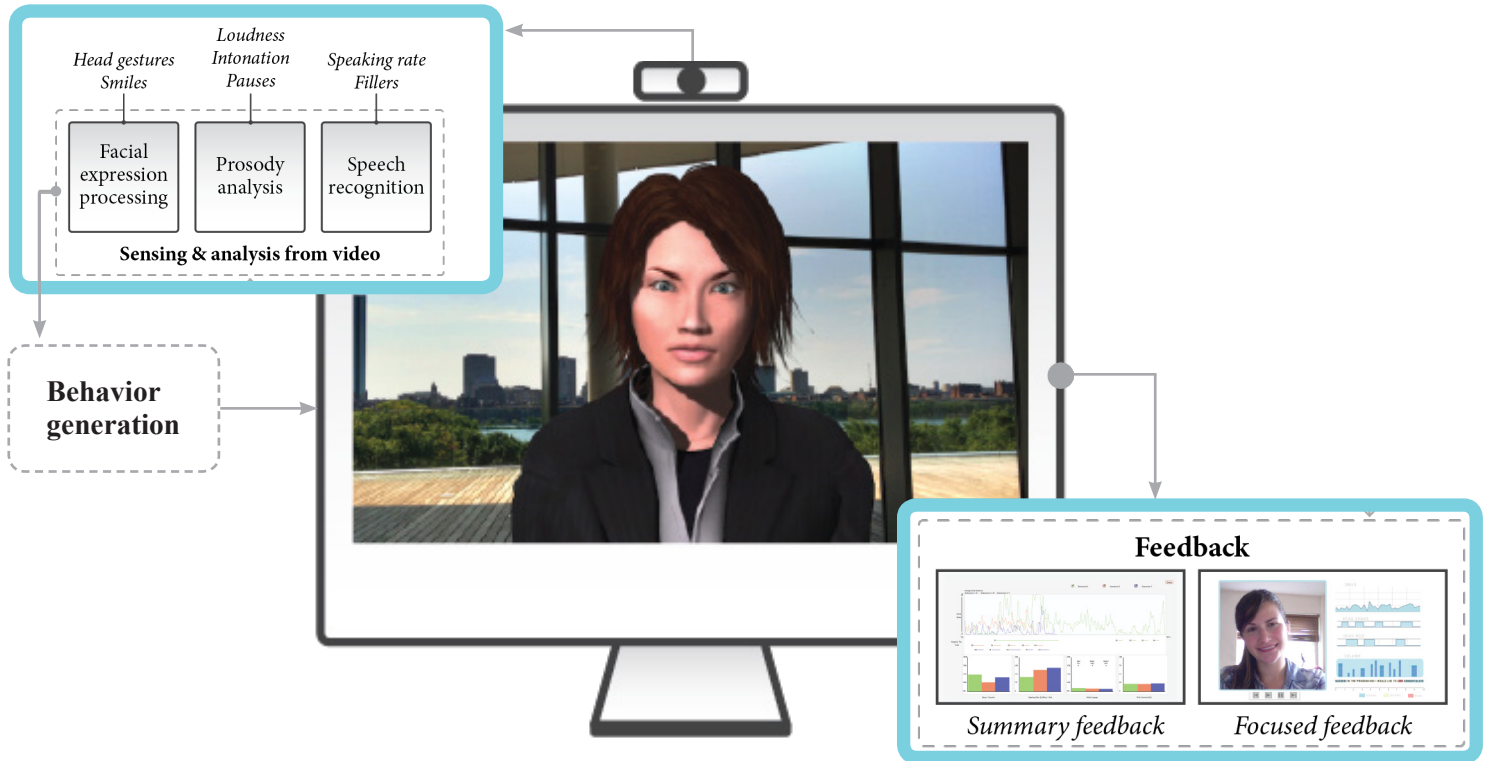 Head gestures
Smiles
Loudness
Intonation
Pauses
Speaking rate
Fillers
Facial
expression
processing
Prosody
analysis
Speech
recognition
Sensing & analysis from video
Behavior
generation
Feedback
Summary feedback
Focused feedback